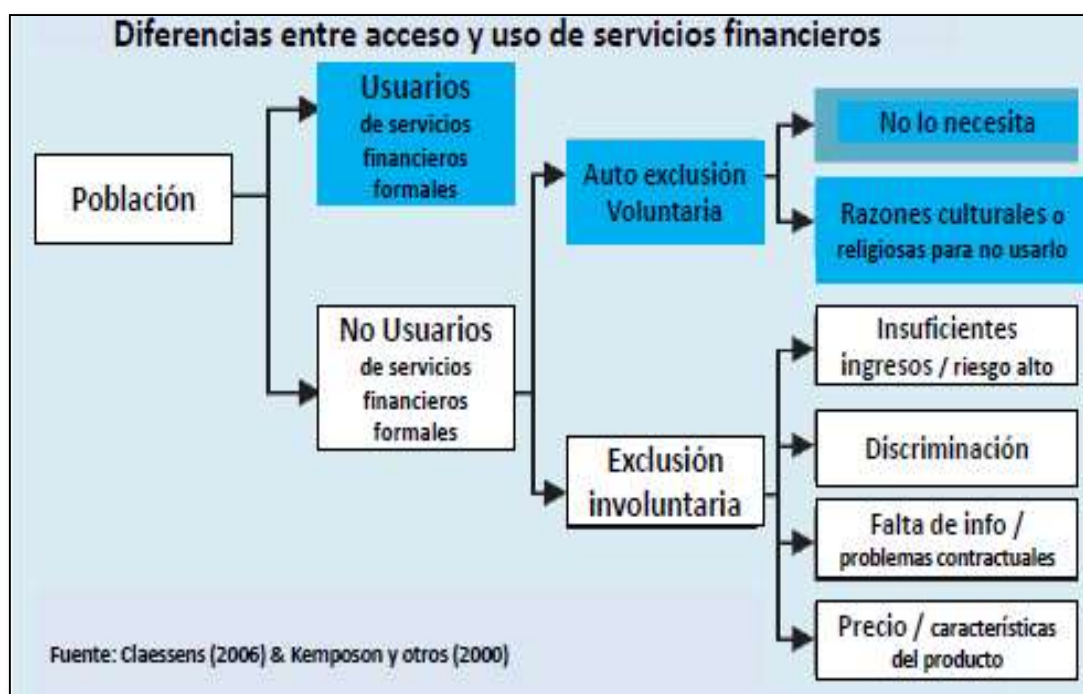 Diferencias entre acceso y uso de servicios financieros
Usuarios
de servicios
financieros
formales
Población
No Usuarios
de servicios
financieros
formales
Auto exclusión
Voluntaria
Exclusión
involuntaria
No lo necesita
Razones culturales o
religiosas para no usarlo
Insuficientes
ingresos / riesgo alto
Discriminación
Falta de info /
problemas contractuales
Precio / características
del producto
Fuente: Claessens (2006) & Kemposon y otros (2000)